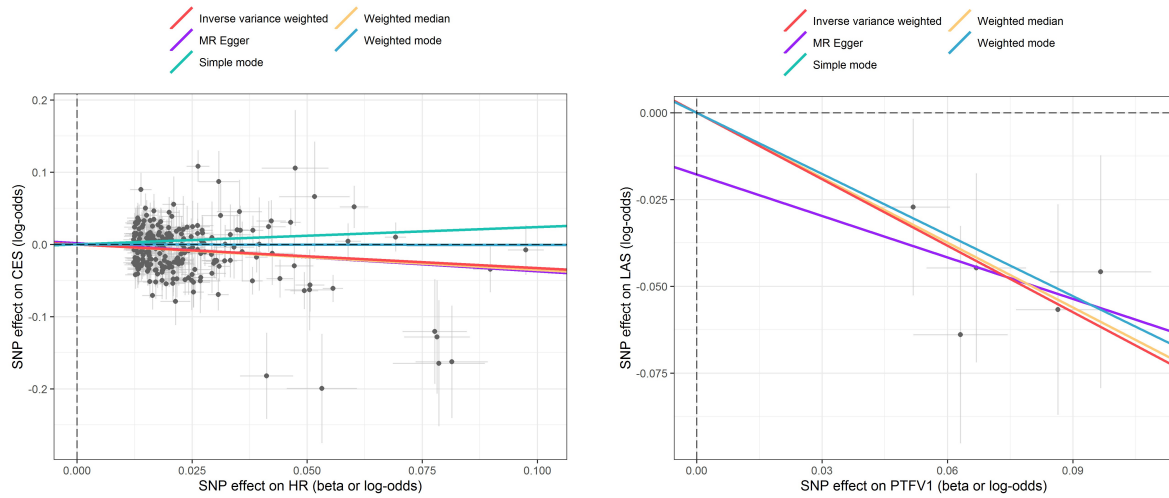 Inverse variance weighted
Weighted median
MR Egger
Weighted mode
Simple mode
0.2
0.1
0.0
-0.1
-0.2
SNP effect on CES (log-odds)
0.000
0.025
0.050
0.075
0.100
SNP effect on HR (beta or log-odds)
Inverse variance weighted
Weighted median
MR Egger
Weighted mode
Simple mode
0.000
-0.025
-0.050
-0.075
SNP effect on LAS (log-odds)
0.00
0.03
0.06
0.09
SNP effect on PTFV1 (beta or log-odds)